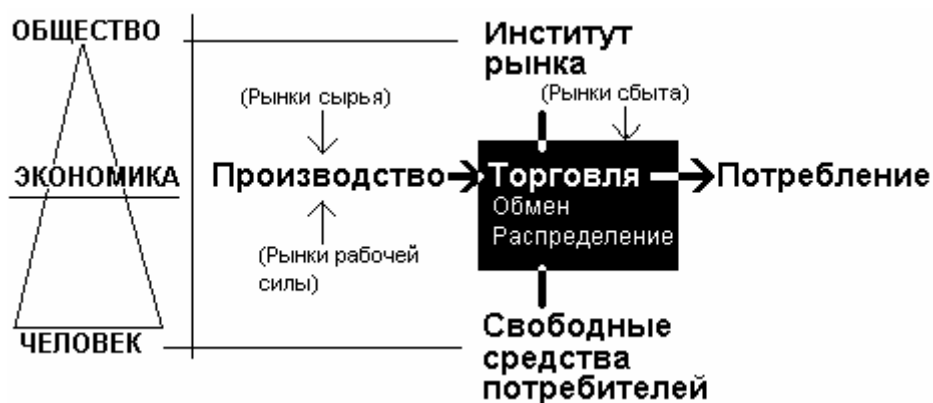 ОБЩЕСТВО
ЭКОНОМИКА
ЧЕЛОВЕК
Институт
рынка
(Рынки сырья)
(Рынки сбыта)
Производство
Торговля
Обмен
Распределение
Потребление
(Рынки рабочей
силы)
Свободные
средства
потребителей